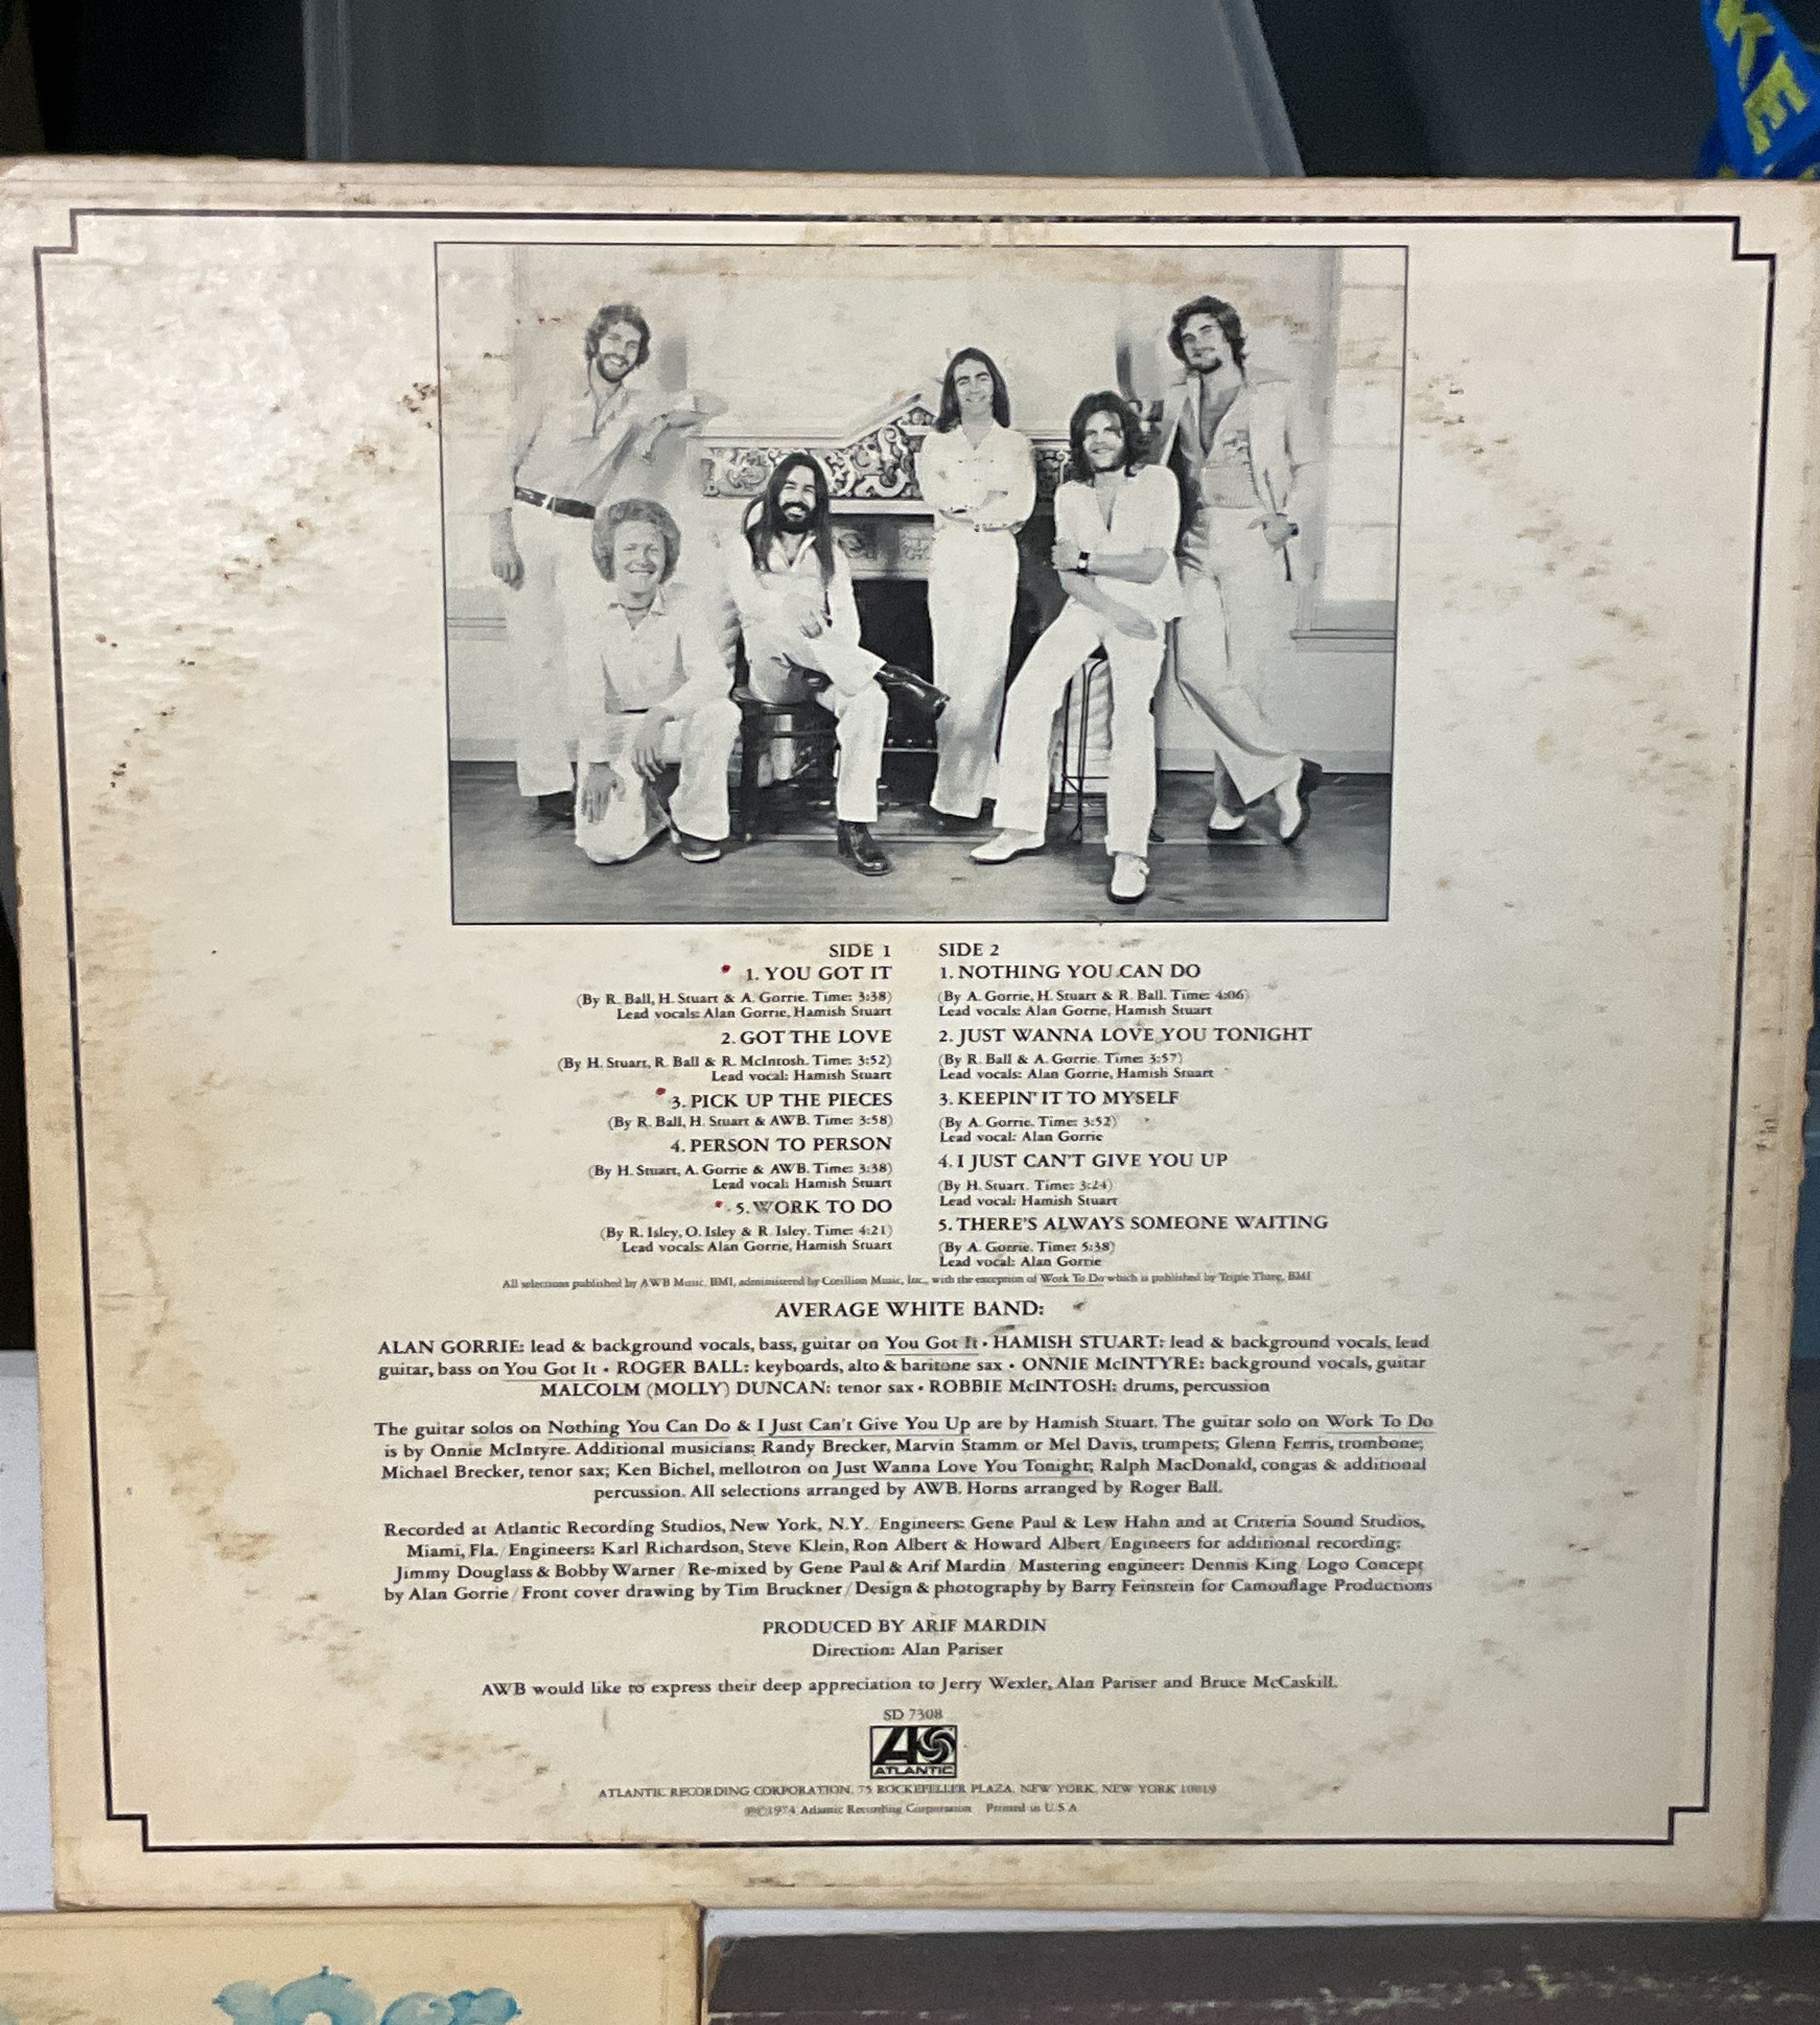 KE
SIDE 1
1. YOU GOT IT
(By R. Ball, H. Stuart & A. Gorrie. Time: 3:38)
Lead vocals: Alan Gorrie, Hamish Stuart
2. GOT THE LOVE
(By H. Stuart, R. Ball & R. McIntosh. Time: 3:52)
Lead vocal: Hamish Stuart
3. PICK UP THE PIECES
(By R. Ball, H. Stuart & AWB. Time: 3:58)
4. PERSON TO PERSON
(By H. Stuart, A. Gorrie & AWB. Time: 3:38)
Lead vocal: Hamish Stuart
5. WORK TO DO
(By R. Isley, O. Isley & R. Isley. Time: 4:21)
Lead vocals: Alan Gorrie, Hamish Stuart
SIDE 2
1. NOTHING YOU CAN DO
(By A. Gorrie, H. Stuart & R. Ball. Time: 4:06)
Lead vocals: Alan Gorrie, Hamish Stuart
2. JUST WANNA LOVE YOU TONIGHT
(By R. Ball & A. Gorrie. Time: 3:57)
Lead vocals: Alan Gorrie, Hamish Stuart
3. KEEPIN' IT TO MYSELF
(By A. Gorrie. Time: 3:52)
Lead vocal: Alan Gorrie
4. I JUST CAN'T GIVE YOU UP
(By H. Stuart. Time: 3:24)
Lead vocal: Hamish Stuart
5. THERE'S ALWAYS SOMEONE WAITING
(By A. Gorrie. Time: 5:38)
Lead vocal: Alan Gorrie
All selections published by AWB Music, BMI, administered by Cotillion Music, Inc., with the exception of Work To Do which is published by Triple Three, BMI
AVERAGE WHITE BAND:
ALAN GORRIE: lead & background vocals, bass, guitar on You Got It • HAMISH STUART: lead & background vocals, lead
guitar, bass on You Got It • ROGER BALL: keyboards, alto & baritone sax • ONNIE McINTYRE: background vocals, guitar
MALCOLM (MOLLY) DUNCAN: tenor sax • ROBBIE McINTOSH: drums, percussion
The guitar solos on Nothing You Can Do & I Just Can't Give You Up are by Hamish Stuart. The guitar solo on Work To Do
is by Onnie McIntyre. Additional musicians: Randy Brecker, Marvin Stamm or Mel Davis, trumpets; Glenn Ferris, trombone;
Michael Brecker, tenor sax; Ken Bichel, mellotron on Just Wanna Love You Tonight; Ralph MacDonald, congas & additional
percussion. All selections arranged by AWB. Horns arranged by Roger Ball.
Recorded at Atlantic Recording Studios, New York, N.Y./Engineers: Gene Paul & Lew Hahn and at Criteria Sound Studios,
Miami, Fla./Engineers: Karl Richardson, Steve Klein, Ron Albert & Howard Albert/Engineers for additional recording:
Jimmy Douglass & Bobby Warner/Re-mixed by Gene Paul & Arif Mardin/Mastering engineer: Dennis King/Logo Concept
by Alan Gorrie/Front cover drawing by Tim Bruckner/Design & photography by Barry Feinstein for Camouflage Productions
PRODUCED BY ARIF MARDIN
Direction: Alan Pariser
AWB would like to express their deep appreciation to Jerry Wexler, Alan Pariser and Bruce McCaskill.
SD 7308
ATLANTIC
ATLANTIC RECORDING CORPORATION, 75 ROCKEFELLER PLAZA, NEW YORK, NEW YORK 10019
℗©1974 Atlantic Recording Corporation Printed in U.S.A.